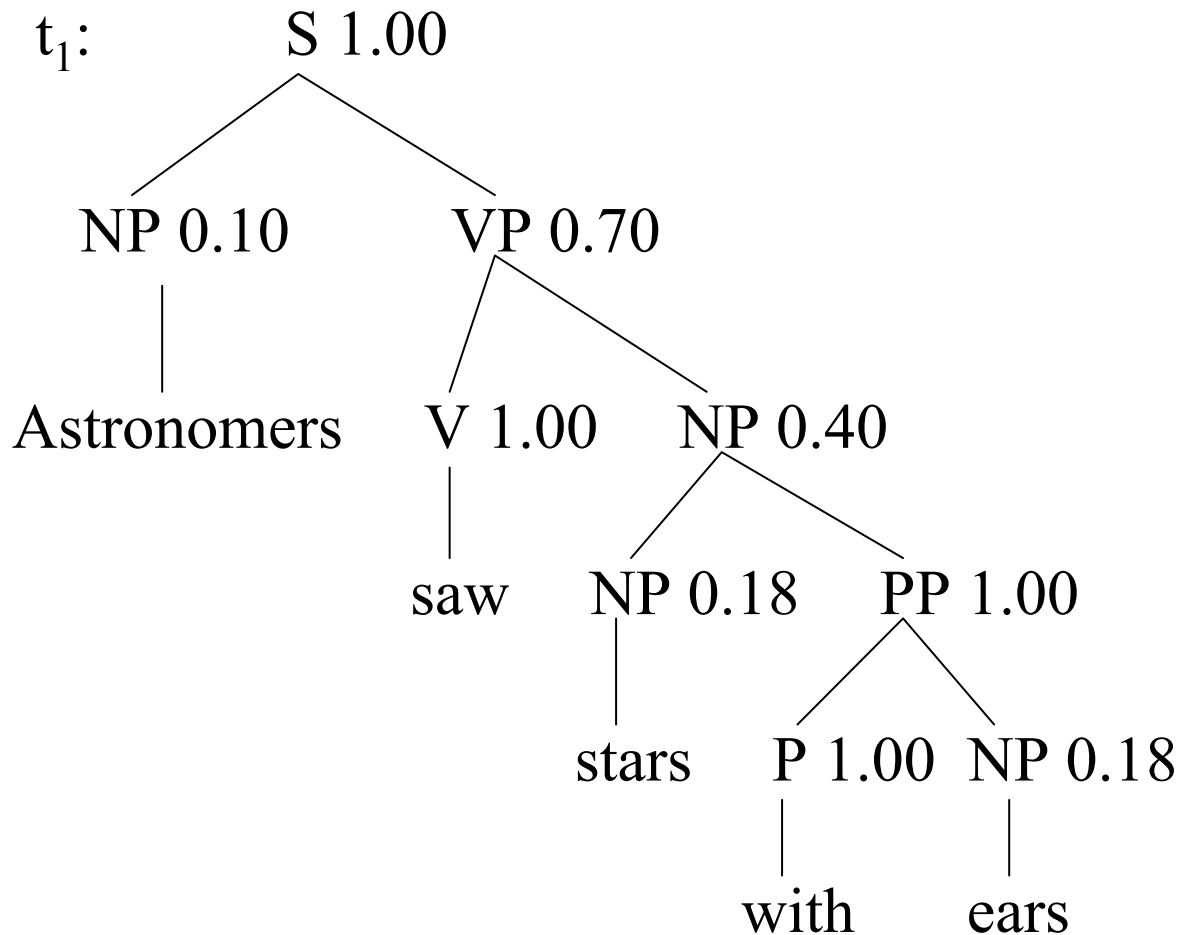 t1: S 1.00
NP 0.10 VP 0.70
Astronomers V 1.00 NP 0.40
saw NP 0.18 PP 1.00
stars P 1.00 NP 0.18
with ears